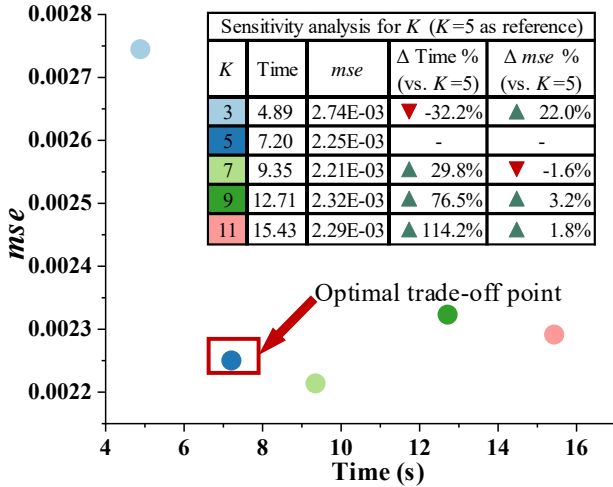 0.0028
0.0027
0.0026
0.0025
0.0024
0.0023
0.0022
mse
Sensitivity analysis for K (K=5 as reference)
K Time mse Δ Time % (vs. K=5) Δ mse % (vs. K=5)
3 4.89 2.74E-03 ▼ -32.2% ▲ 22.0%
5 7.20 2.25E-03 - -
7 9.35 2.21E-03 ▲ 29.8% ▼ -1.6%
9 12.71 2.32E-03 ▲ 76.5% ▲ 3.2%
11 15.43 2.29E-03 ▲ 114.2% ▲ 1.8%
Optimal trade-off point
4 6 8 10 12 14 16
Time (s)